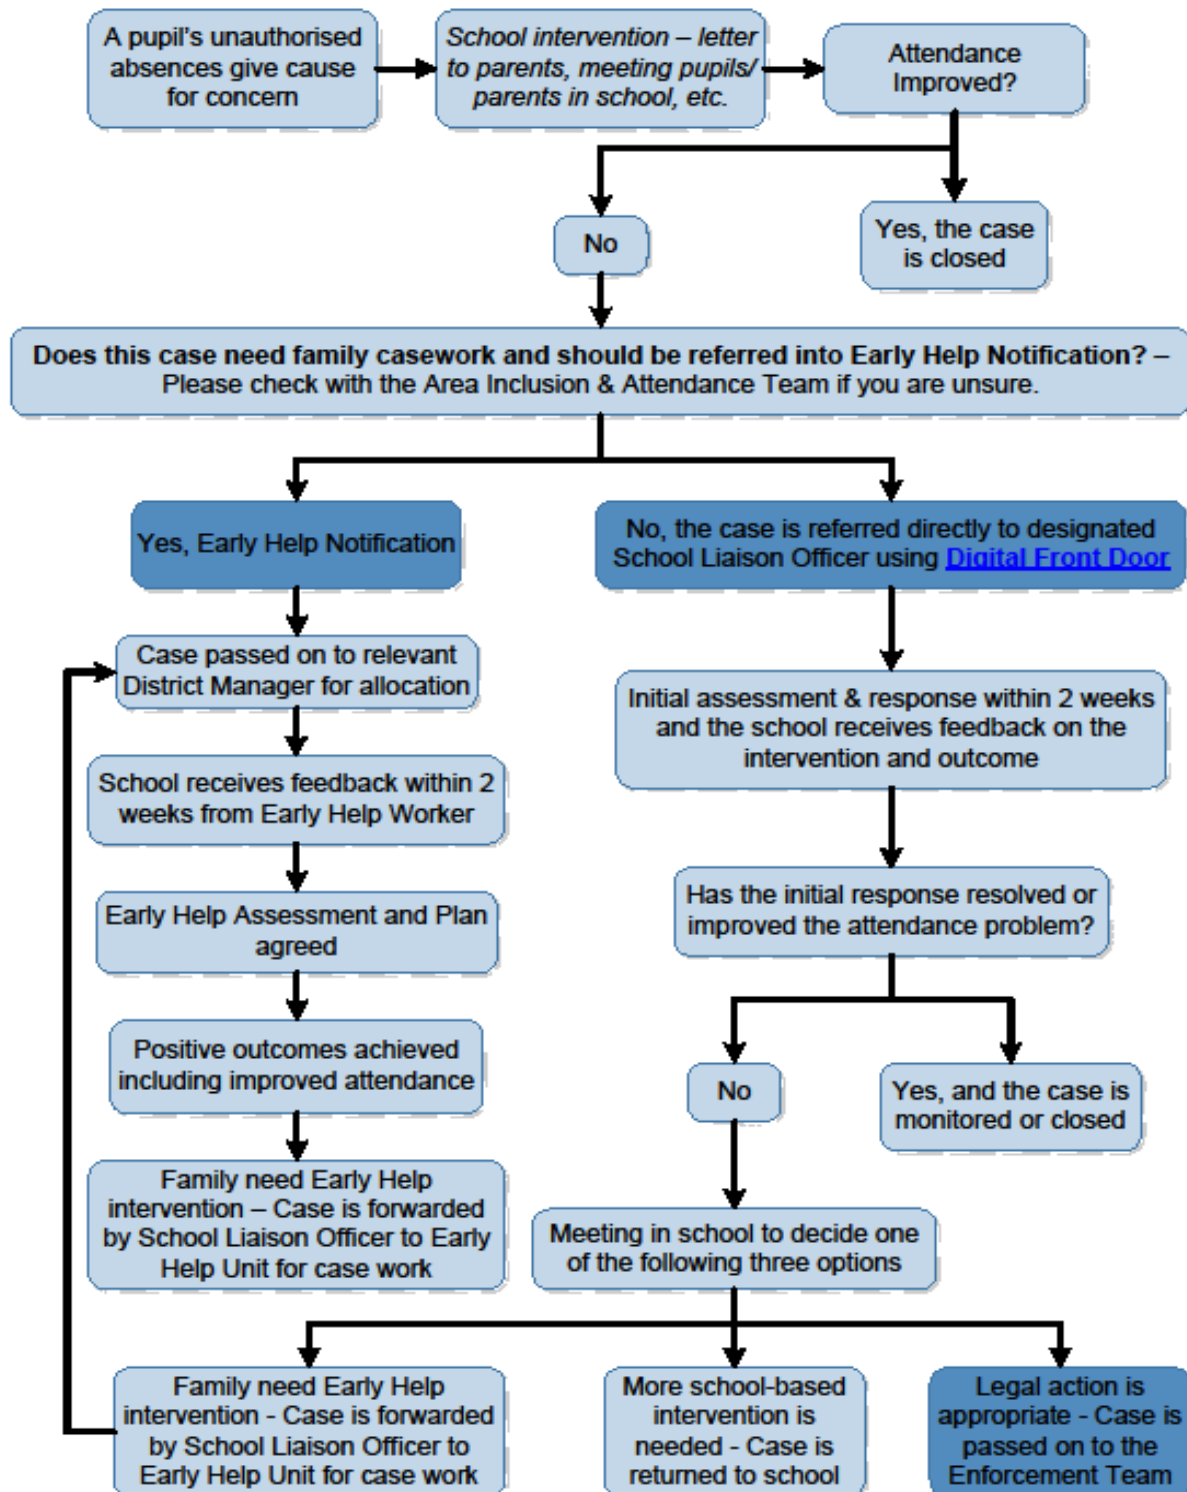 A pupil's unauthorised
absences give cause
for concern
School intervention – letter
to parents, meeting pupils/
parents in school, etc.
Attendance
Improved?
No
Yes, the case
is closed
Does this case need family casework and should be referred into Early Help Notification? –
Please check with the Area Inclusion & Attendance Team if you are unsure.
Yes, Early Help Notification
No, the case is referred directly to designated
School Liaison Officer using Digital Front Door
Case passed on to relevant
District Manager for allocation
School receives feedback within 2
weeks from Early Help Worker
Early Help Assessment and Plan
agreed
Positive outcomes achieved
including improved attendance
Family need Early Help
intervention – Case is forwarded
by School Liaison Officer to Early
Help Unit for case work
Initial assessment & response within 2 weeks
and the school receives feedback on the
intervention and outcome
Has the initial response resolved or
improved the attendance problem?
No
Yes, and the case is
monitored or closed
Meeting in school to decide one
of the following three options
Family need Early Help
intervention - Case is forwarded
by School Liaison Officer to
Early Help Unit for case work
More school-based
intervention is
needed - Case is
returned to school
Legal action is
appropriate - Case is
passed on to the
Enforcement Team